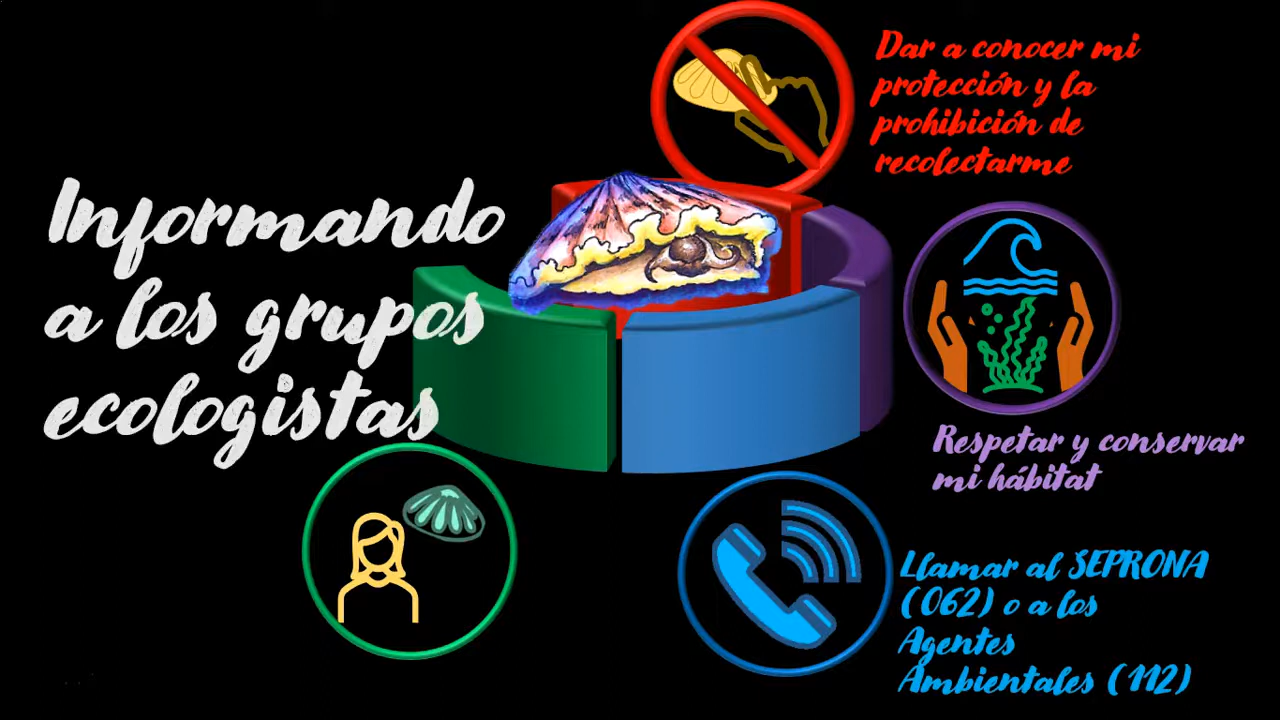 Dar a conocer mi
protección y la
prohibición de
recolectarme
Informando
a los grupos
ecologistas
Respetar y conservar
mi hábitat
Llamar al SEPRONA
(062) o a los
Agentes
Ambientales (112)